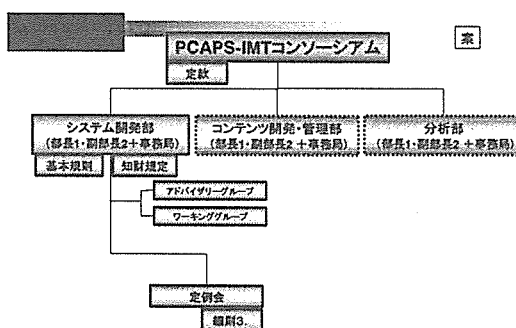 PCAPS-IMTコンソーシアム
案
定款
システム開発部
(部長1・副部長2+事務局)
コンテンツ開発・管理部
(部長1・副部長2+事務局)
分析部
(部長1・副部長2+事務局)
基本規則
知財規定
アドバイザリーグループ
ワーキンググループ
定例会
細則3.